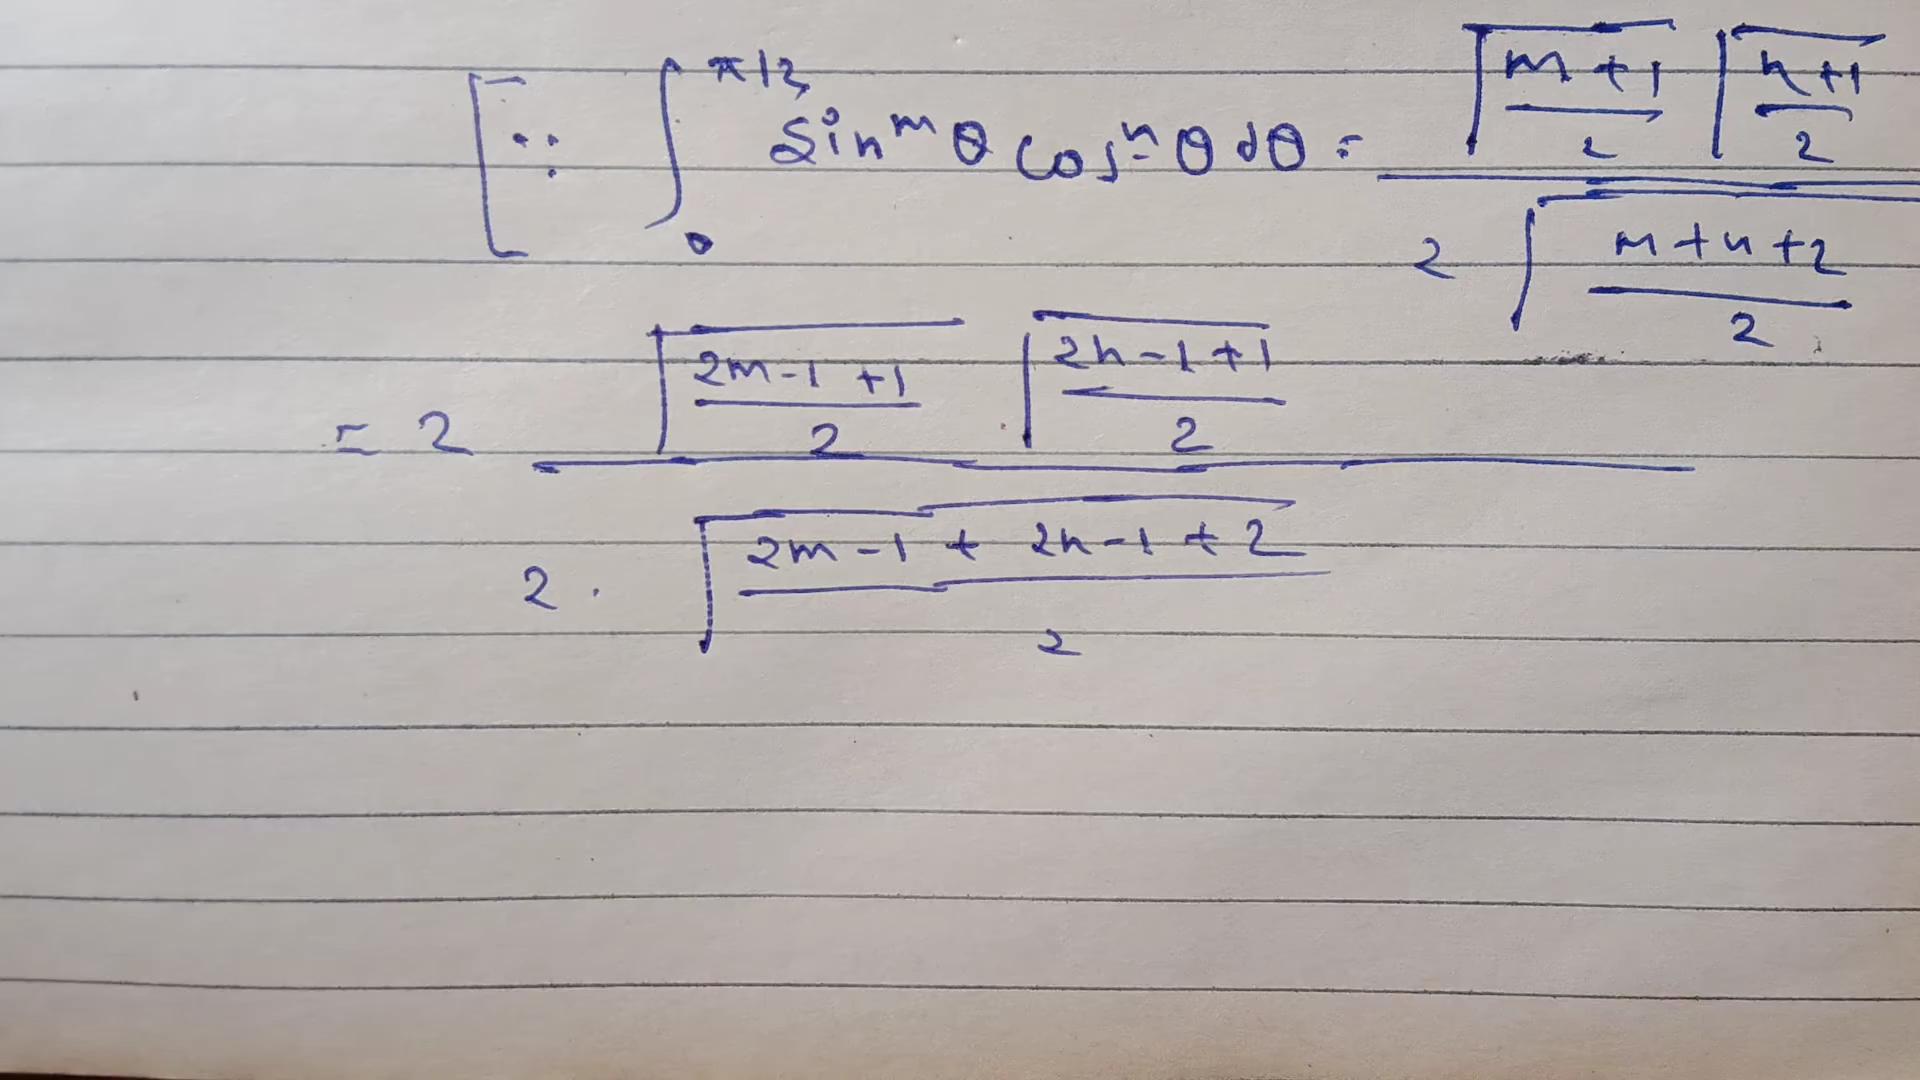 [∵ ∫₀^π/2 sin^m θ cos^n θ dθ = Γ(m+1)/2 Γ(n+1)/2 / 2 Γ(m+n+2)/2
= 2 Γ(2m-1+1)/2 Γ(2n-1+1)/2 / 2 . Γ(2m-1 + 2n-1+2)/2